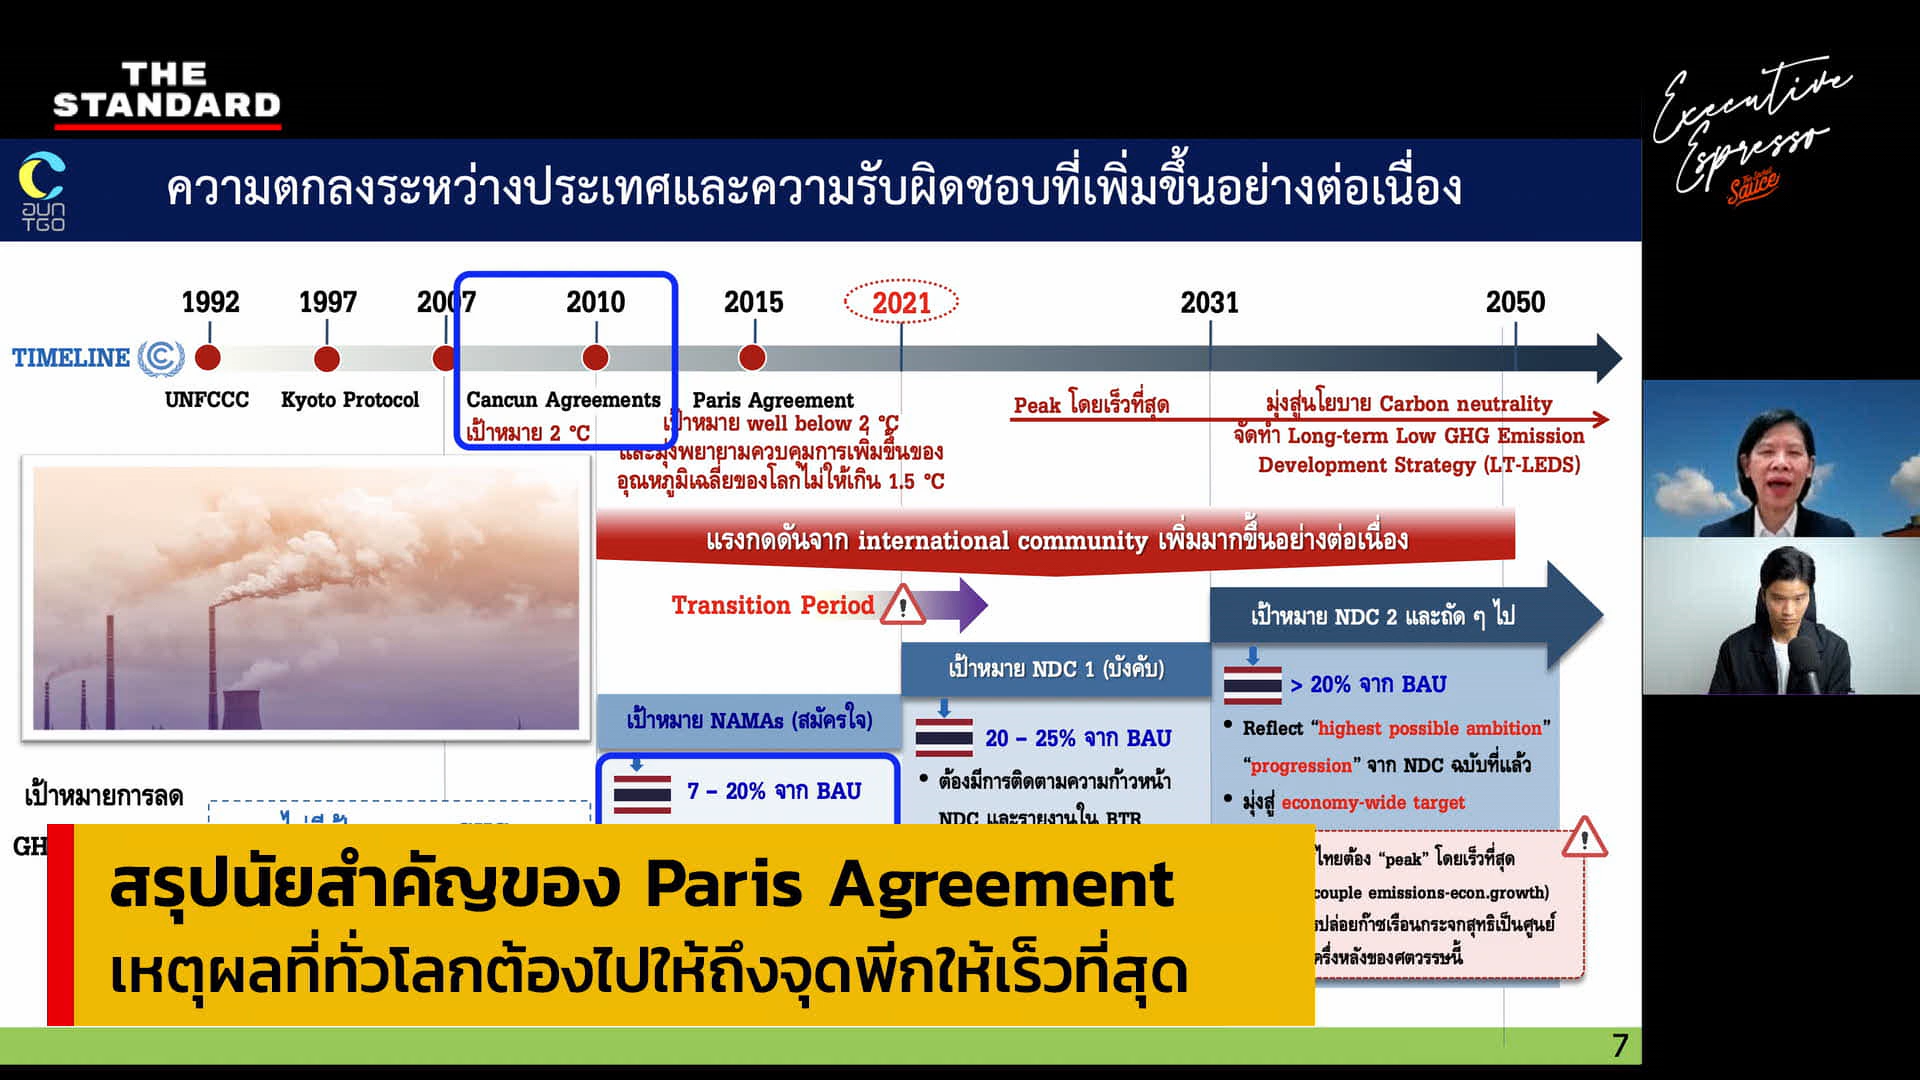 THE
STANDARD
Executive
Espresso
The Secret
Sauce
อบก
TGO
ความตกลงระหว่างประเทศและความรับผิดชอบที่เพิ่มขึ้นอย่างต่อเนื่อง
1992 1997 2007 2010 2015 2021 2031 2050
TIMELINE
UNFCCC Kyoto Protocol Cancun Agreements Paris Agreement
เป้าหมาย 2 °C
เป้าหมาย well below 2 °C
และมุ่งพยายามควบคุมการเพิ่มขึ้นของ
อุณหภูมิเฉลี่ยของโลกไม่ให้เกิน 1.5 °C
Peak โดยเร็วที่สุด
มุ่งสู่นโยบาย Carbon neutrality
จัดทำ Long-term Low GHG Emission
Development Strategy (LT-LEDS)
แรงกดดันจาก international community เพิ่มมากขึ้นอย่างต่อเนื่อง
Transition Period
เป้าหมาย NAMAs (สมัครใจ)
7 – 20% จาก BAU
เป้าหมาย NDC 1 (บังคับ)
20 – 25% จาก BAU
• ต้องมีการติดตามความก้าวหน้า
NDC และรายงานใน BTR
เป้าหมาย NDC 2 และถัด ๆ ไป
> 20% จาก BAU
• Reflect “highest possible ambition”
“progression” จาก NDC ฉบับที่แล้ว
• มุ่งสู่ economy-wide target
เป้าหมายการลด
GH
ไทยต้อง “peak” โดยเร็วที่สุด
couple emissions-econ.growth)
รปล่อยก๊าซเรือนกระจกสุทธิเป็นศูนย์
ครึ่งหลังของศตวรรษนี้
สรุปนัยสำคัญของ Paris Agreement
เหตุผลที่ทั่วโลกต้องไปให้ถึงจุดพีกให้เร็วที่สุด
7